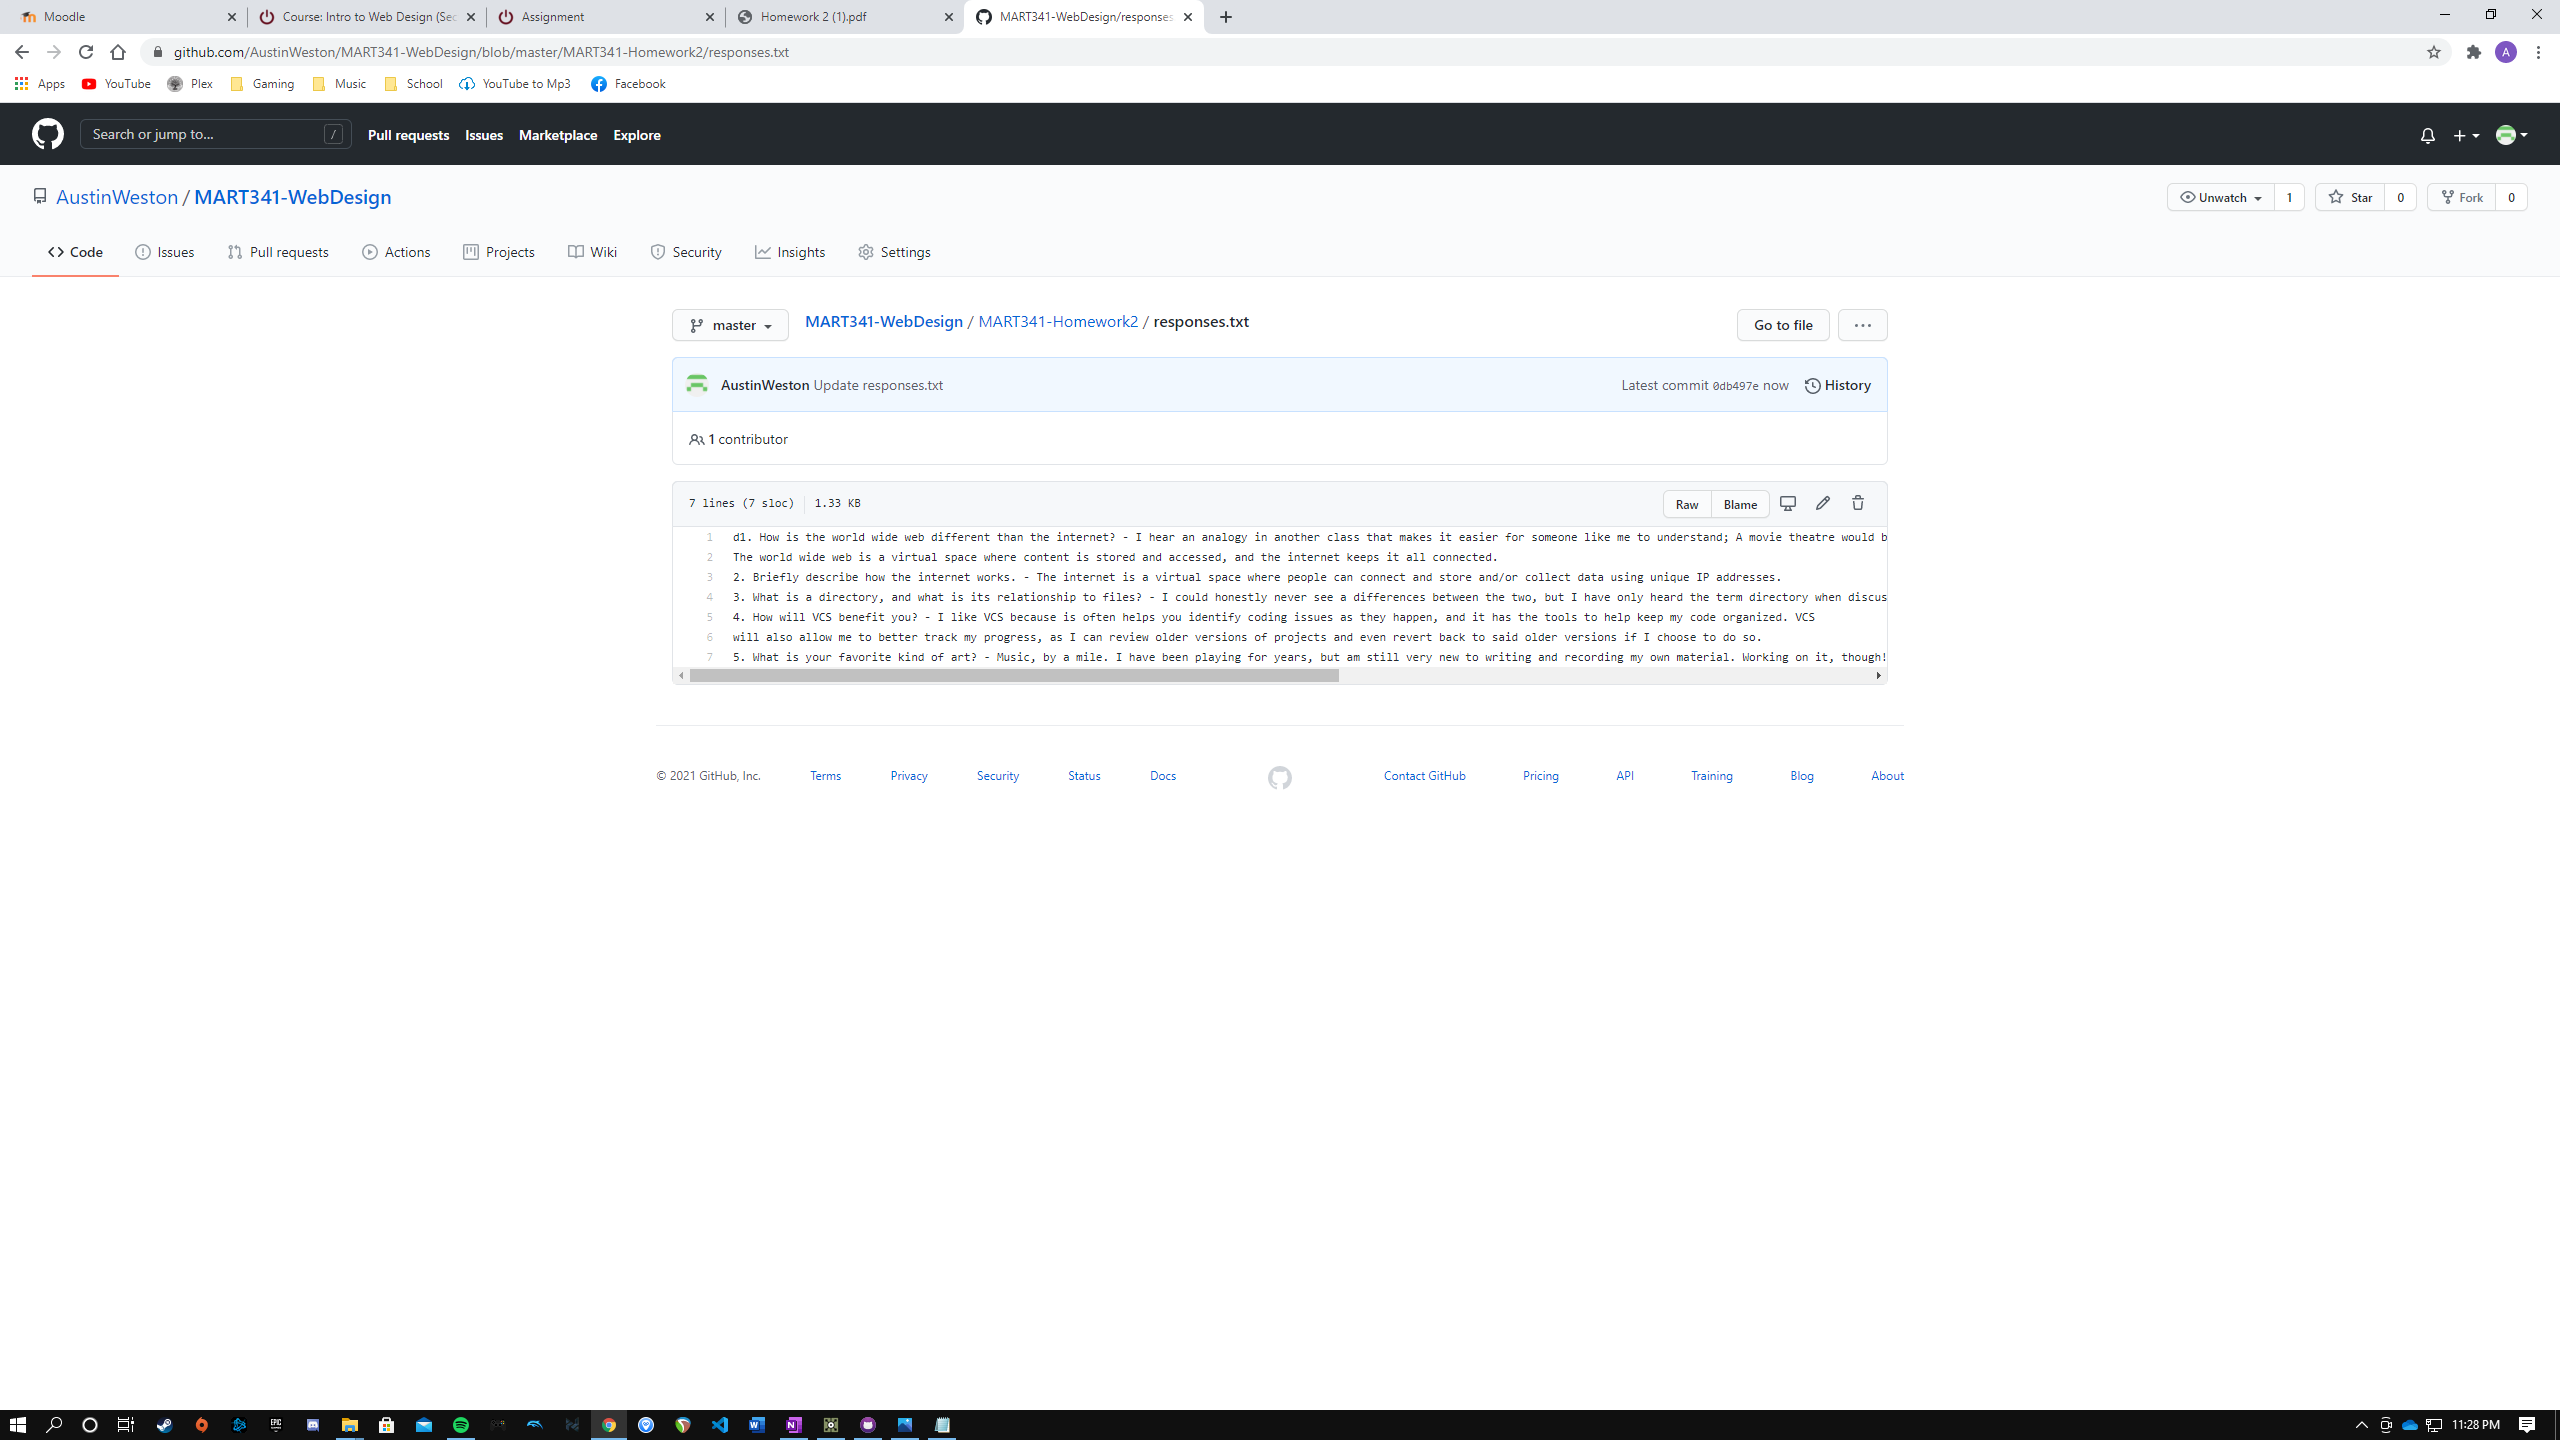 Moodle
Course: Intro to Web Design (Sec
Assignment
Homework 2 (1).pdf
MART341-WebDesign/responses
github.com/AustinWeston/MART341-WebDesign/blob/master/MART341-Homework2/responses.txt
A
Apps YouTube Plex Gaming Music School YouTube to Mp3 Facebook
Search or jump to... /
Pull requests Issues Marketplace Explore
AustinWeston / MART341-WebDesign
Unwatch 1 Star 0 Fork 0
Code Issues Pull requests Actions Projects Wiki Security Insights Settings
master MART341-WebDesign / MART341-Homework2 / responses.txt Go to file
AustinWeston Update responses.txt Latest commit 0db497e now History
1 contributor
7 lines (7 sloc) 1.33 KB Raw Blame
1 d1. How is the world wide web different than the internet? - I hear an analogy in another class that makes it easier for someone like me to understand; A movie theatre would b
2 The world wide web is a virtual space where content is stored and accessed, and the internet keeps it all connected.
3 2. Briefly describe how the internet works. - The internet is a virtual space where people can connect and store and/or collect data using unique IP addresses.
4 3. What is a directory, and what is its relationship to files? - I could honestly never see a differences between the two, but I have only heard the term directory when discus
5 4. How will VCS benefit you? - I like VCS because is often helps you identify coding issues as they happen, and it has the tools to help keep my code organized. VCS
6 will also allow me to better track my progress, as I can review older versions of projects and even revert back to said older versions if I choose to do so.
7 5. What is your favorite kind of art? - Music, by a mile. I have been playing for years, but am still very new to writing and recording my own material. Working on it, though!
© 2021 GitHub, Inc. Terms Privacy Security Status Docs Contact GitHub Pricing API Training Blog About
EPIC
11:28 PM